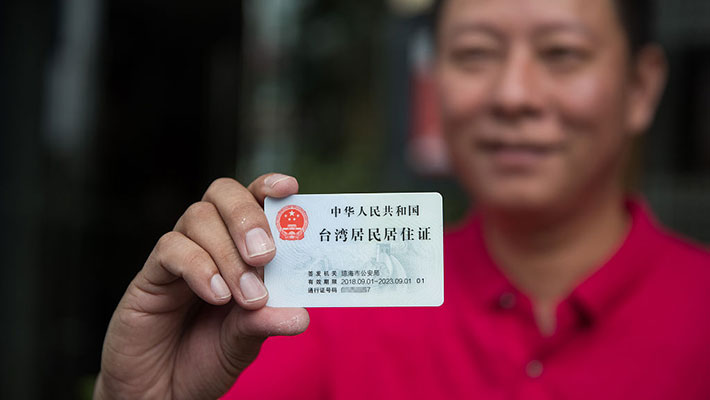 中华人民共和国
台湾居民居住证
签发机关 琼海市公安局
有效期限 2018.09.01-2023.09.01 01
通行证号码